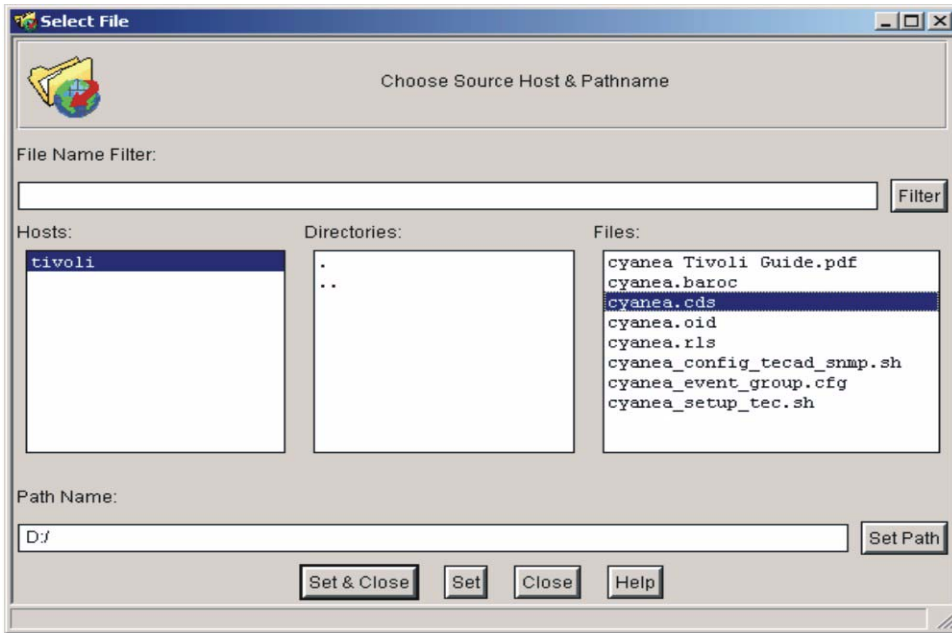 Select File
Choose Source Host & Pathname
File Name Filter:
Filter
Hosts:
tivoli
Directories:
.
..
Files:
cyanea Tivoli Guide.pdf
cyanea.baroc
cyanea.cds
cyanea.oid
cyanea.rls
cyanea_config_tecad_snmp.sh
cyanea_event_group.cfg
cyanea_setup_tec.sh
Path Name:
D:/
Set Path
Set & Close
Set
Close
Help